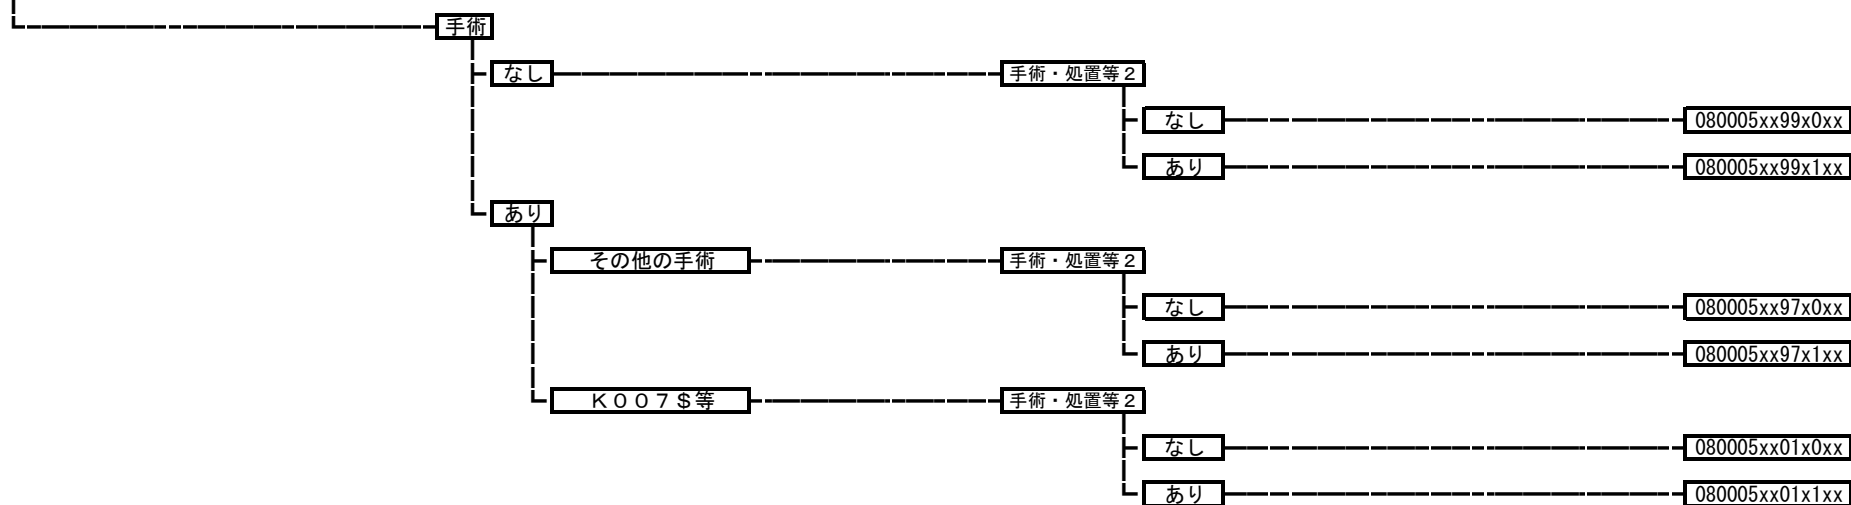 手術
なし 手術・処置等２
なし 080005xx99x0xx
あり 080005xx99x1xx
あり
その他の手術 手術・処置等２
なし 080005xx97x0xx
あり 080005xx97x1xx
Ｋ００７＄等 手術・処置等２
なし 080005xx01x0xx
あり 080005xx01x1xx